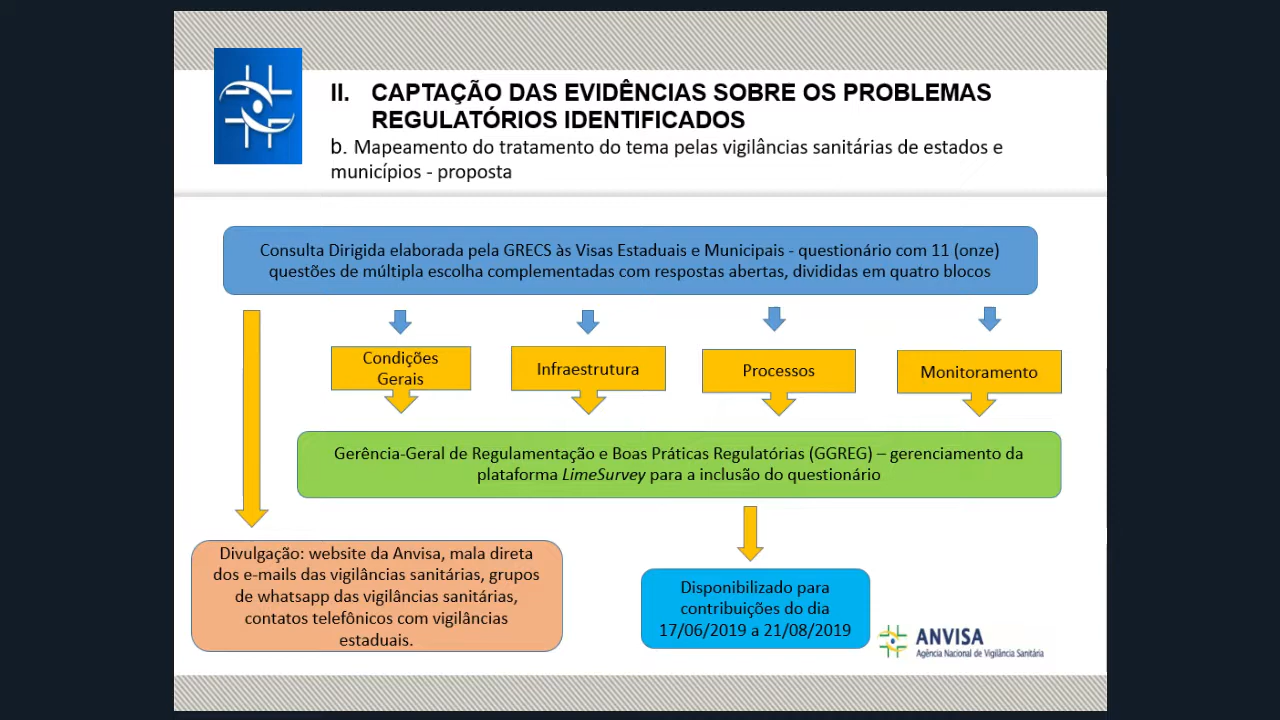 II. CAPTAÇÃO DAS EVIDÊNCIAS SOBRE OS PROBLEMAS
REGULATÓRIOS IDENTIFICADOS
b. Mapeamento do tratamento do tema pelas vigilâncias sanitárias de estados e
municípios - proposta
Consulta Dirigida elaborada pela GRECS às Visas Estaduais e Municipais - questionário com 11 (onze)
questões de múltipla escolha complementadas com respostas abertas, divididas em quatro blocos
Condições
Gerais
Infraestrutura
Processos
Monitoramento
Gerência-Geral de Regulamentação e Boas Práticas Regulatórias (GGREG) – gerenciamento da
plataforma LimeSurvey para a inclusão do questionário
Divulgação: website da Anvisa, mala direta
dos e-mails das vigilâncias sanitárias, grupos
de whatsapp das vigilâncias sanitárias,
contatos telefônicos com vigilâncias
estaduais.
Disponibilizado para
contribuições do dia
17/06/2019 a 21/08/2019
ANVISA
Agência Nacional de Vigilância Sanitária